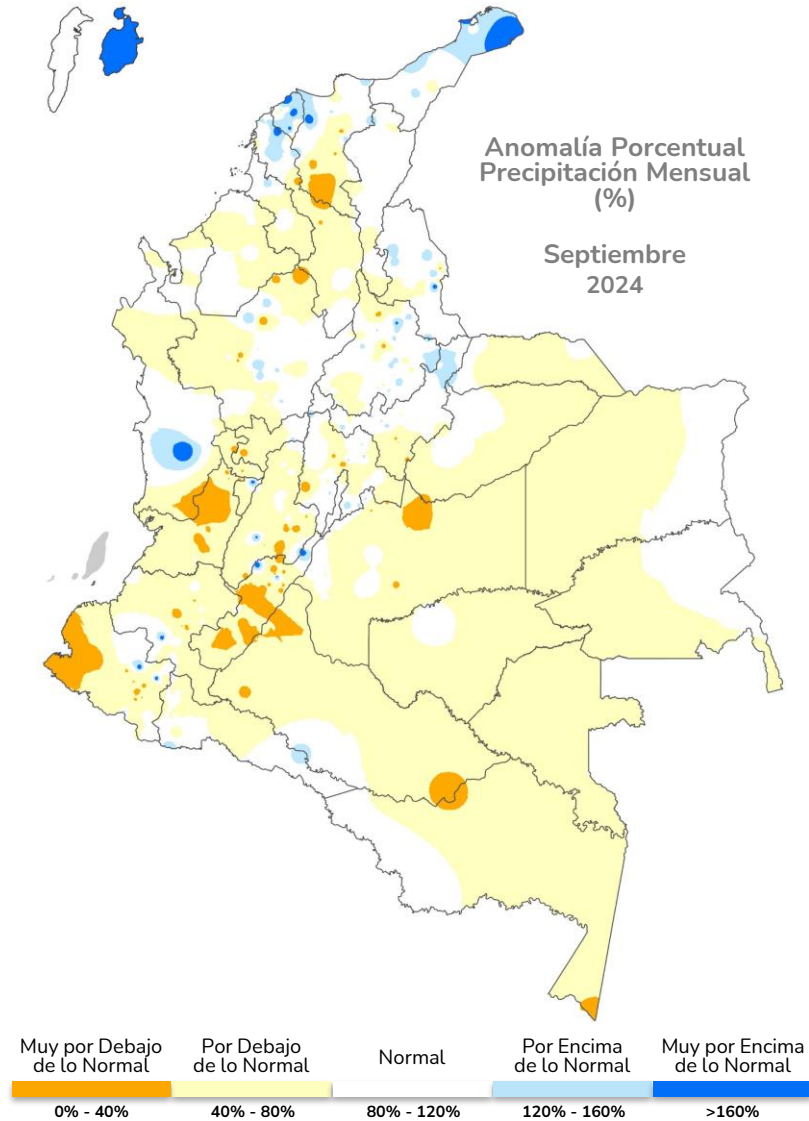 Anomalía Porcentual
Precipitación Mensual
(%)
Septiembre
2024
Muy por Debajo
de lo Normal
Por Debajo
de lo Normal
Normal
Por Encima
de lo Normal
Muy por Encima
de lo Normal
0% - 40%
40% - 80%
80% - 120%
120% - 160%
>160%